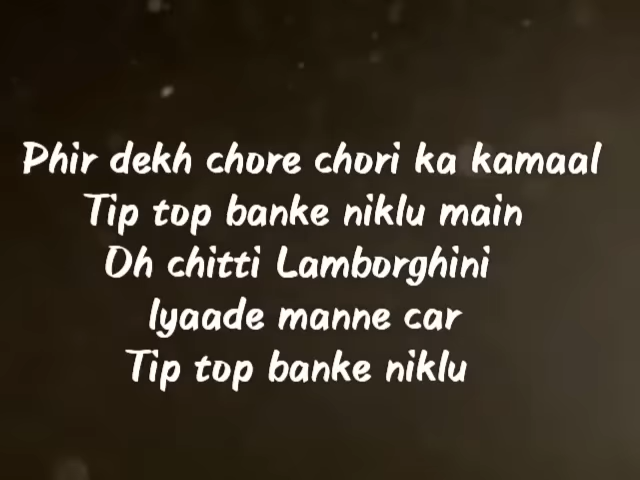 Phir dekh chore chori ka kamaal
Tip top banke niklu main
Oh chitti Lamborghini
lyaade manne car
Tip top banke niklu